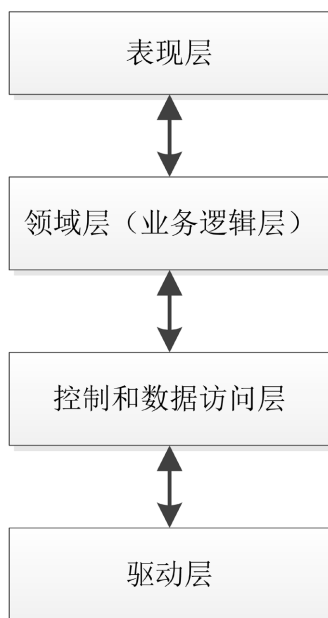 表现层
领域层（业务逻辑层）
控制和数据访问层
驱动层